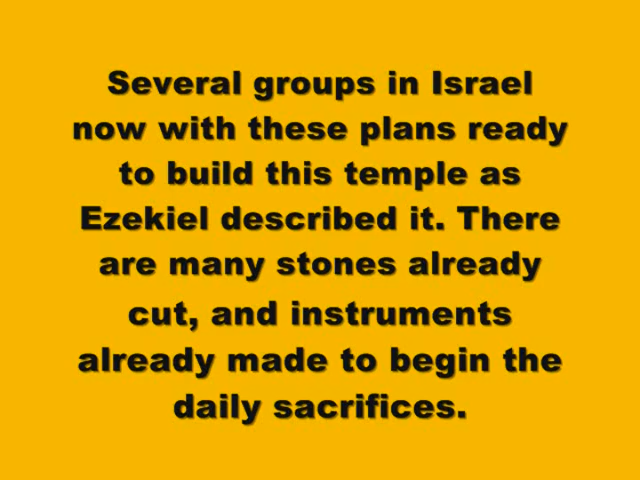 Several groups in Israel
now with these plans ready
to build this temple as
Ezekiel described it. There
are many stones already
cut, and instruments
already made to begin the
daily sacrifices.